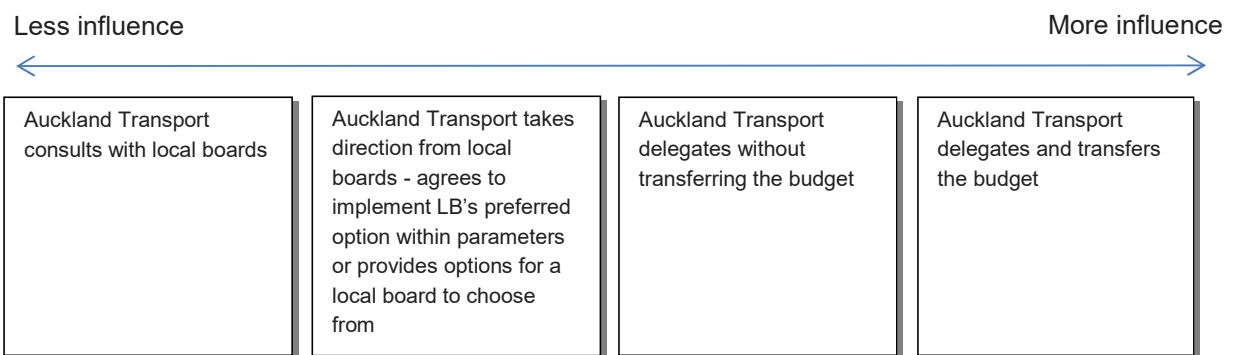 Less influence
More influence
Auckland Transport
consults with local boards
Auckland Transport takes
direction from local
boards - agrees to
implement LB’s preferred
option within parameters
or provides options for a
local board to choose
from
Auckland Transport
delegates without
transferring the budget
Auckland Transport
delegates and transfers
the budget